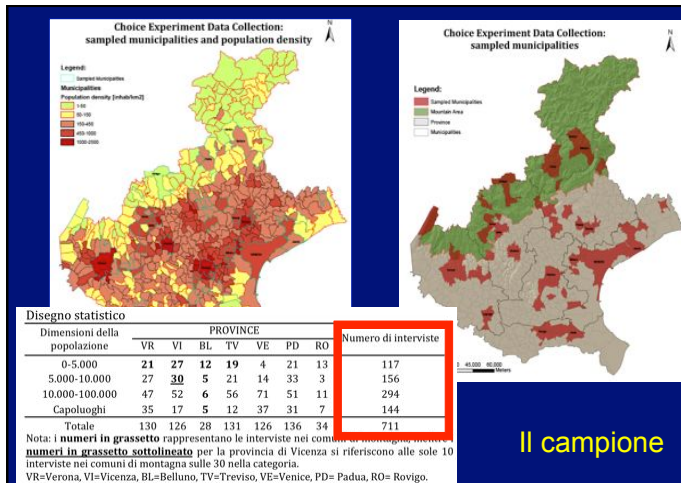 Choice Experiment Data Collection:
sampled municipalities and population density
N
Legend:
Sampled Municipalities
Municipalities
Population density [inhab/km2]
1-50
50-100
450-1000
1000-2500
Choice Experiment Data Collection:
sampled municipalities
N
Legend:
Sampled Municipalities
Mountain Area
Province
Municipalities
Meters
Disegno statistico
Dimensioni della popolazione PROVINCE Numero di interviste
VR VI BL TV VE PD RO
0-5.000 21 27 12 19 4 21 13 117
5.000-10.000 27 30 5 21 14 33 3 156
10.000-100.000 47 52 6 56 71 51 11 294
Capoluoghi 35 17 5 12 37 31 7 144
Totale 130 126 28 131 126 136 34 711
Nota: i numeri in grassetto rappresentano le interviste nei comuni di montagna, mentre i
numeri in grassetto sottolineato per la provincia di Vicenza si riferiscono alle sole 10
interviste nei comuni di montagna sulle 30 nella categoria.
VR=Verona, VI=Vicenza, BL=Belluno, TV=Treviso, VE=Venice, PD= Padua, RO= Rovigo.
Il campione